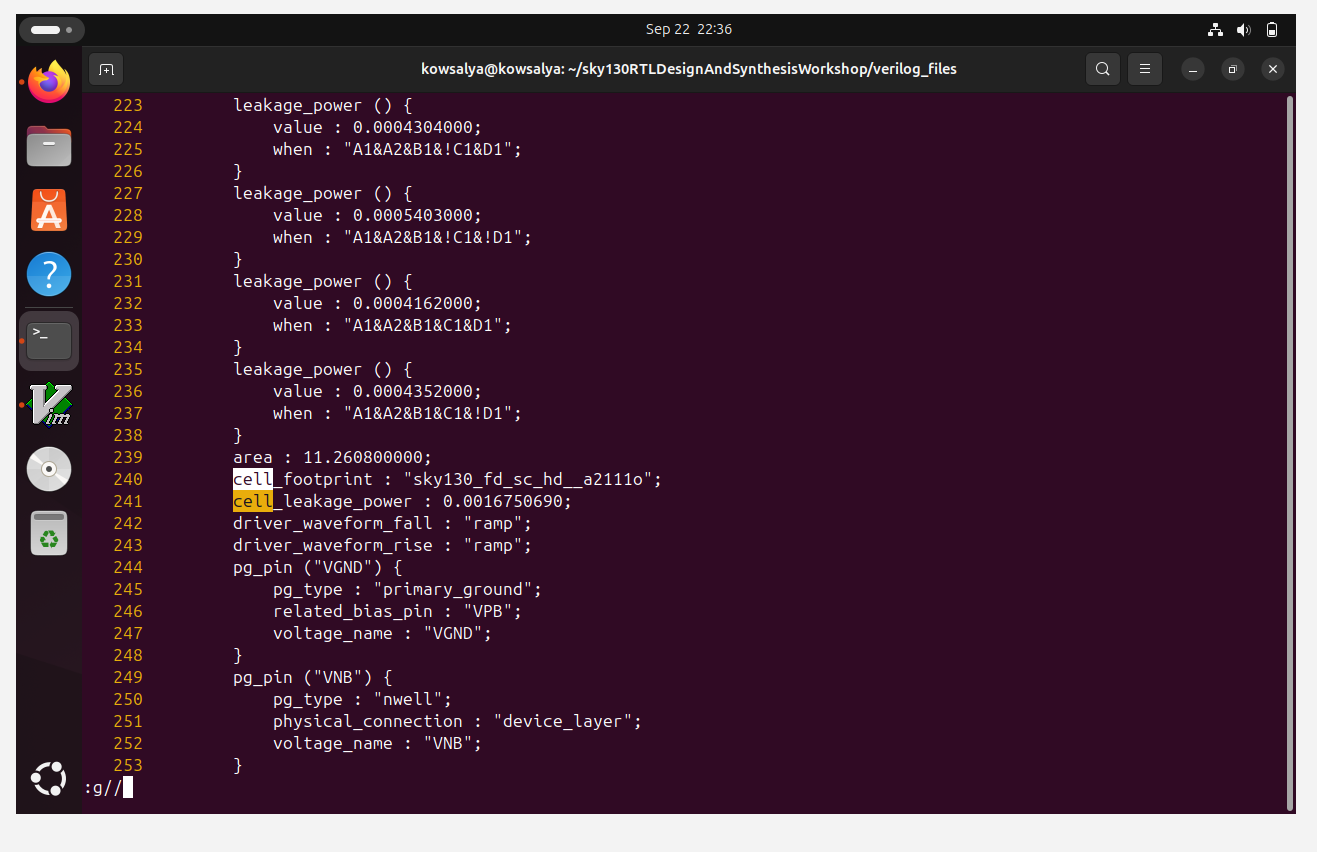 Sep 22 22:36
kowsalya@kowsalya: ~/sky130RTLDesignAndSynthesisWorkshop/verilog_files
223 leakage_power () {
224 value : 0.0004304000;
225 when : "A1&A2&B1&!C1&D1";
226 }
227 leakage_power () {
228 value : 0.0005403000;
229 when : "A1&A2&B1&!C1&!D1";
230 }
231 leakage_power () {
232 value : 0.0004162000;
233 when : "A1&A2&B1&C1&D1";
234 }
235 leakage_power () {
236 value : 0.0004352000;
237 when : "A1&A2&B1&C1&!D1";
238 }
239 area : 11.260800000;
240 cell_footprint : "sky130_fd_sc_hd__a2111o";
241 cell_leakage_power : 0.0016750690;
242 driver_waveform_fall : "ramp";
243 driver_waveform_rise : "ramp";
244 pg_pin ("VGND") {
245 pg_type : "primary_ground";
246 related_bias_pin : "VPB";
247 voltage_name : "VGND";
248 }
249 pg_pin ("VNB") {
250 pg_type : "nwell";
251 physical_connection : "device_layer";
252 voltage_name : "VNB";
253 }
:g//
A
?
>_
Vim